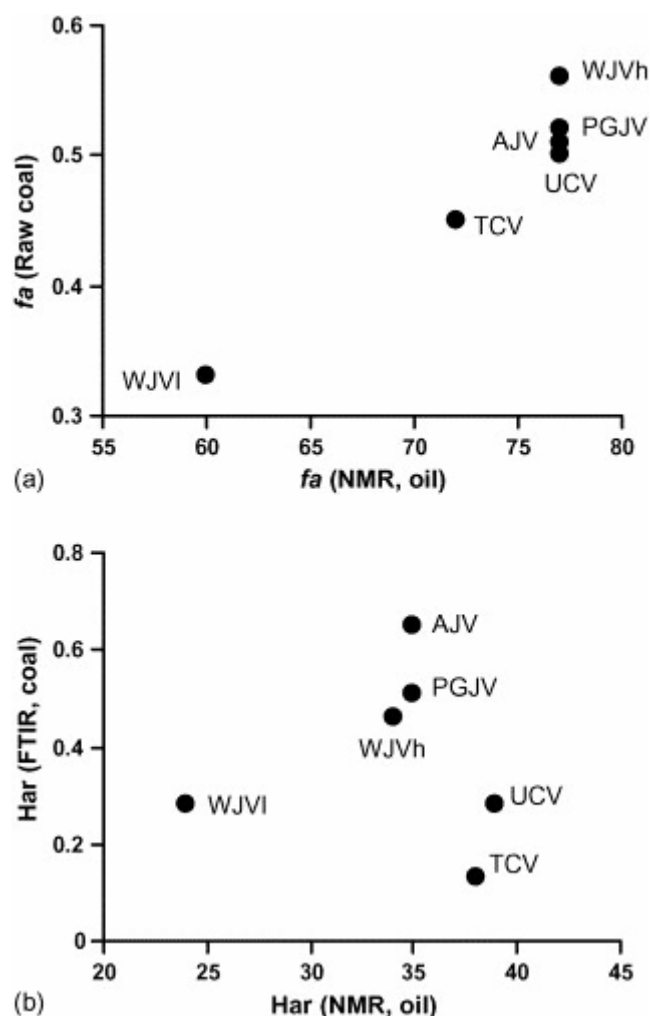 0.6
WJVh
fa (Raw coal)
0.5
AJV
PGJV
UCV
TCV
0.4
WJVl
0.3
55
60
65
70
75
80
(a)
fa (NMR, oil)
0.8
Har (FTIR, coal)
AJV
0.6
PGJV
WJVh
0.4
WJVl
UCV
0.2
TCV
0
20
25
30
35
40
45
(b)
Har (NMR, oil)